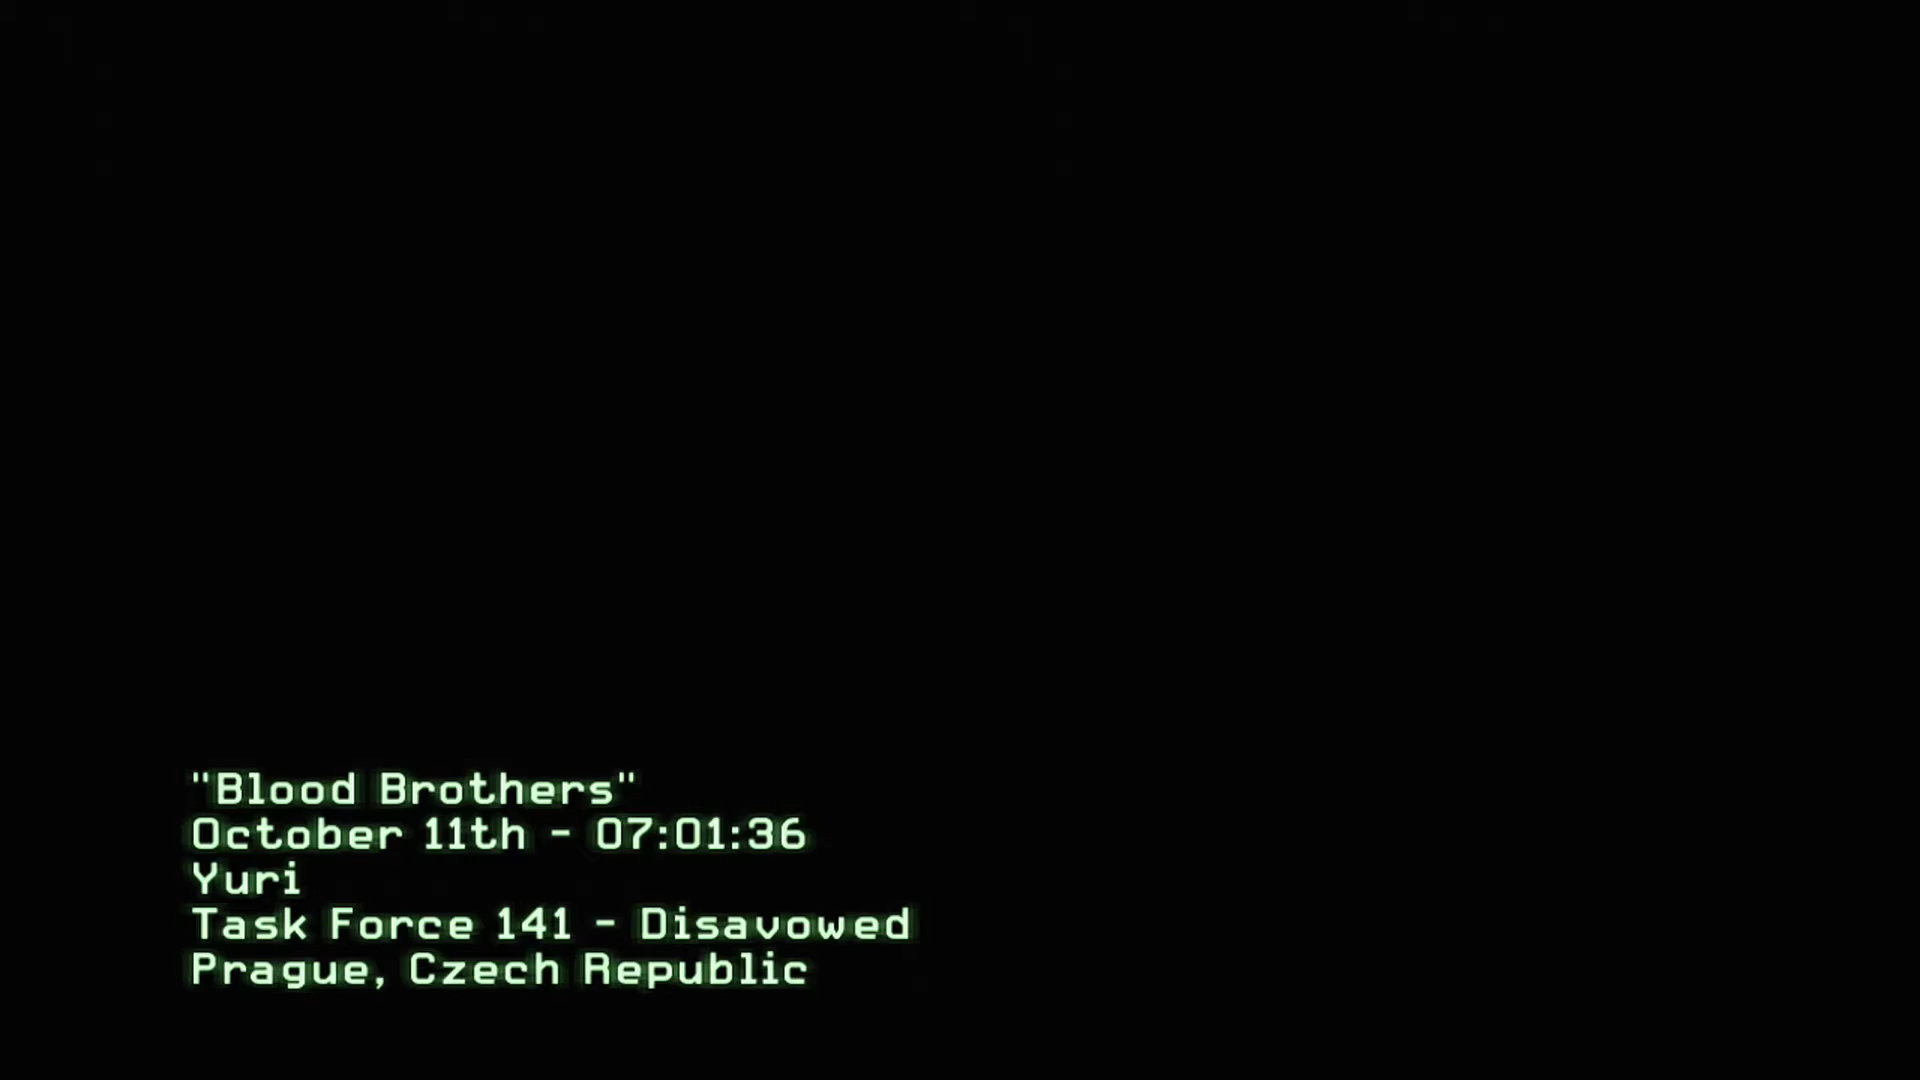 "Blood Brothers"
October 11th - 07:01:36
Yuri
Task Force 141 - Disavowed
Prague, Czech Republic